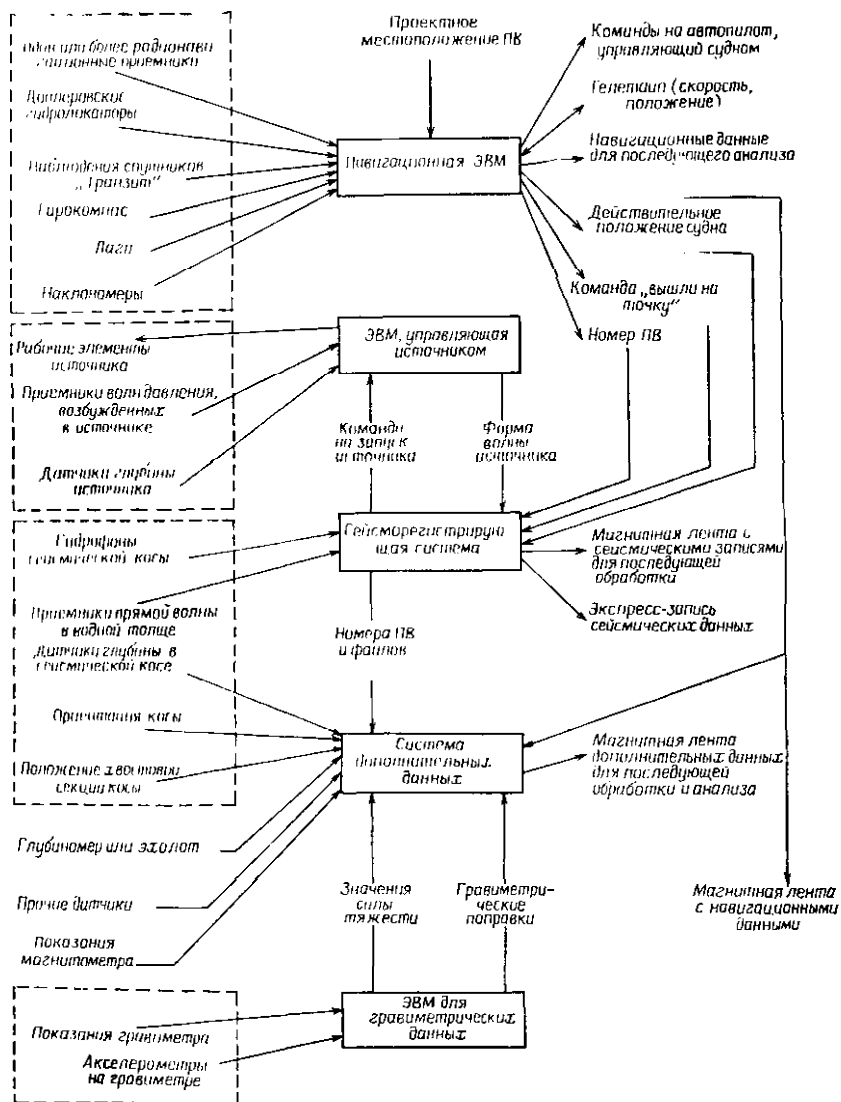 Один или более радионави
гационные приемники
Доплеровские
гидролокаторы
Наблюдения спутников
„Транзит"
Гирокомпас
Лаги
Наклономеры
Проектное
местоположение ПВ
Навигационная ЭВМ
Команды на автопилот,
управляющий судном
Телетайп (скорость,
положение)
Навигационные данные
для последующего анализа
Действительное
положение судна
Команда „вышли на
точку"
Номер ПВ
Рабочие элементы
источника
Приемники волн давления,
возбужденных
в источнике
Датчики глубины
источника
ЭВМ, управляющая
источником
Команды
на запуск
источника
Форма
волны
источника
Гидрофоны
сейсмической косы
Приемники прямой волны
в водной толще
Датчики глубины в
сейсмической косе
Ориентация косы
Положение хвостовой
секции косы
Сейсморегистрирую
щая система
Магнитная лента с
сейсмическими записями
для последующей
обработки
Экспресс-запись
сейсмических данных
Номера ПВ
и файлов
Система
дополнительных
данных
Магнитная лента
дополнительных данных
для последующей
обработки и анализа
Глубиномер или эхолот
Прочие датчики
Показания
магнитометра
Значения
силы
тяжести
Гравиметри-
ческие
поправки
Магнитная лента
с навигационными
данными
ЭВМ для
гравиметрических
данных
Показания гравиметра
Акселерометры
на гравиметре